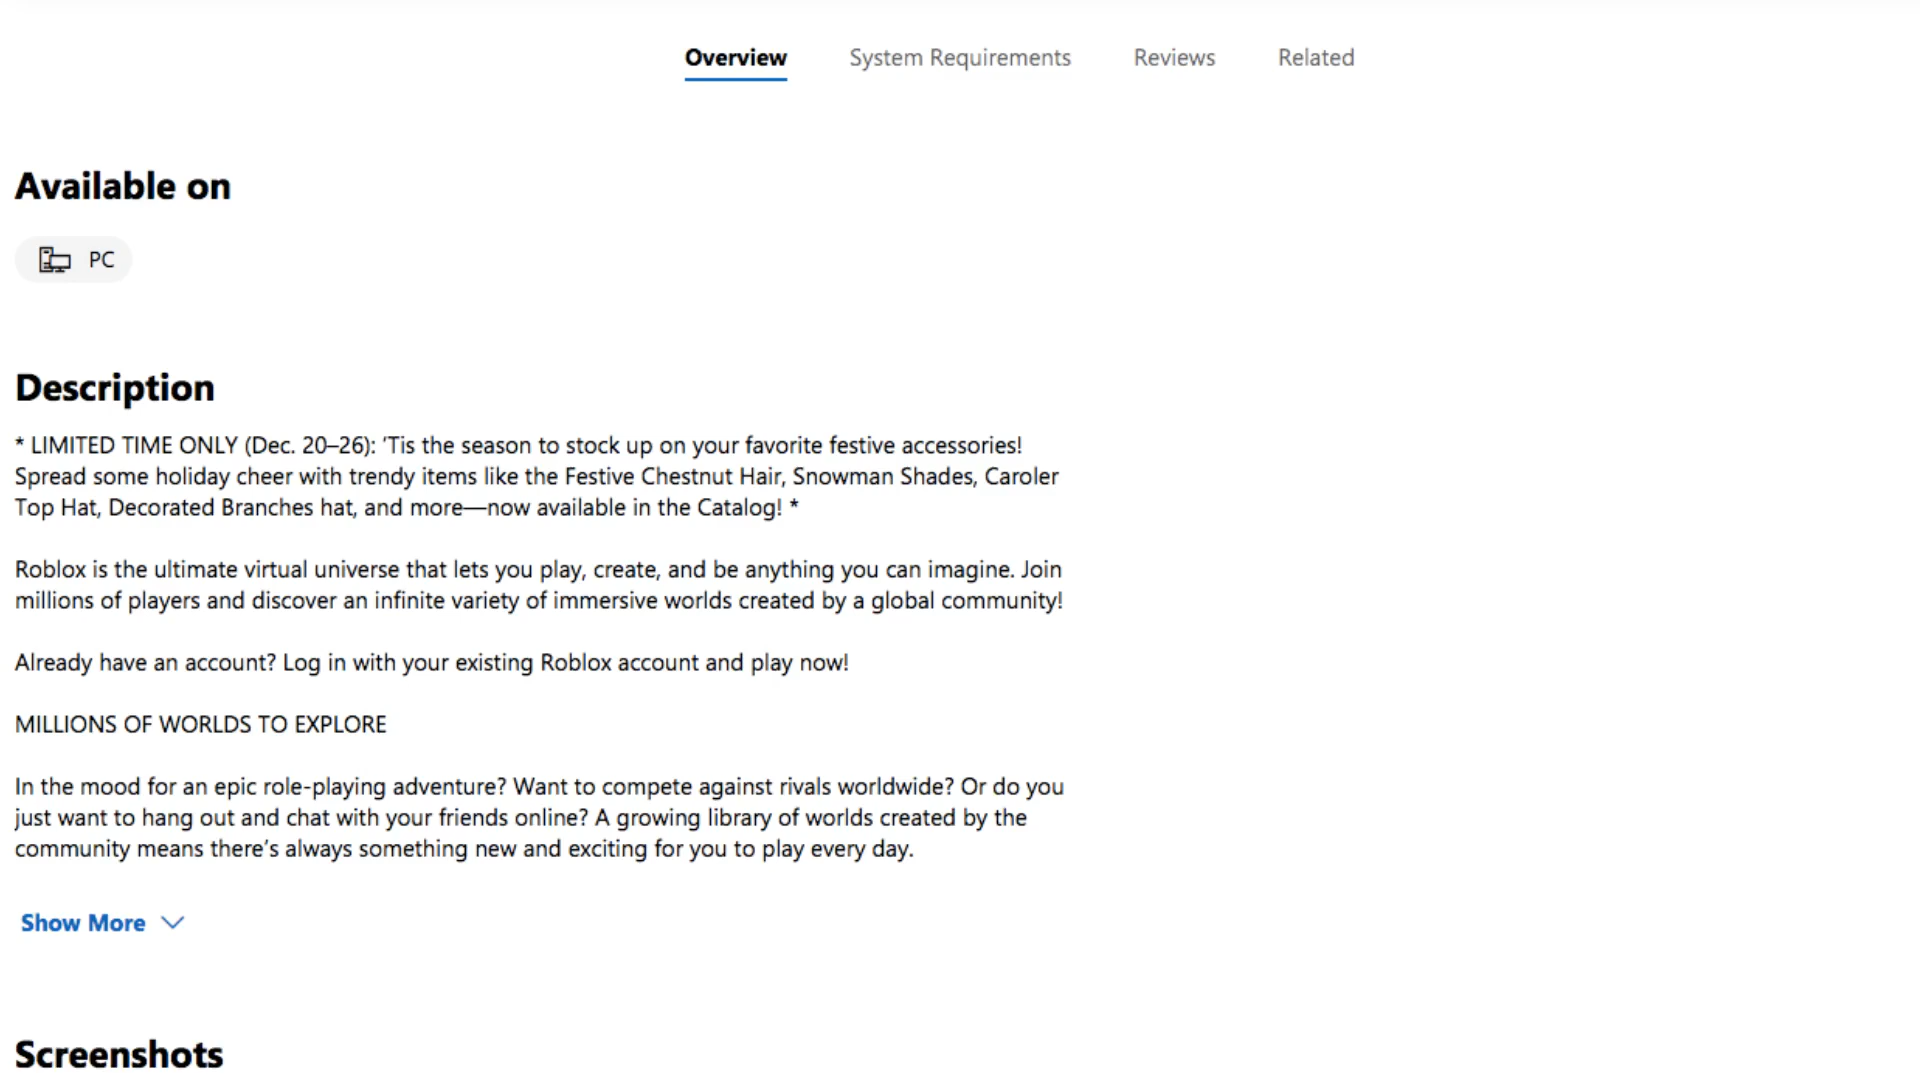 Overview System Requirements Reviews Related
Available on
PC
Description
* LIMITED TIME ONLY (Dec. 20–26): ‘Tis the season to stock up on your favorite festive accessories!
Spread some holiday cheer with trendy items like the Festive Chestnut Hair, Snowman Shades, Caroler
Top Hat, Decorated Branches hat, and more—now available in the Catalog! *
Roblox is the ultimate virtual universe that lets you play, create, and be anything you can imagine. Join
millions of players and discover an infinite variety of immersive worlds created by a global community!
Already have an account? Log in with your existing Roblox account and play now!
MILLIONS OF WORLDS TO EXPLORE
In the mood for an epic role-playing adventure? Want to compete against rivals worldwide? Or do you
just want to hang out and chat with your friends online? A growing library of worlds created by the
community means there’s always something new and exciting for you to play every day.
Show More
Screenshots